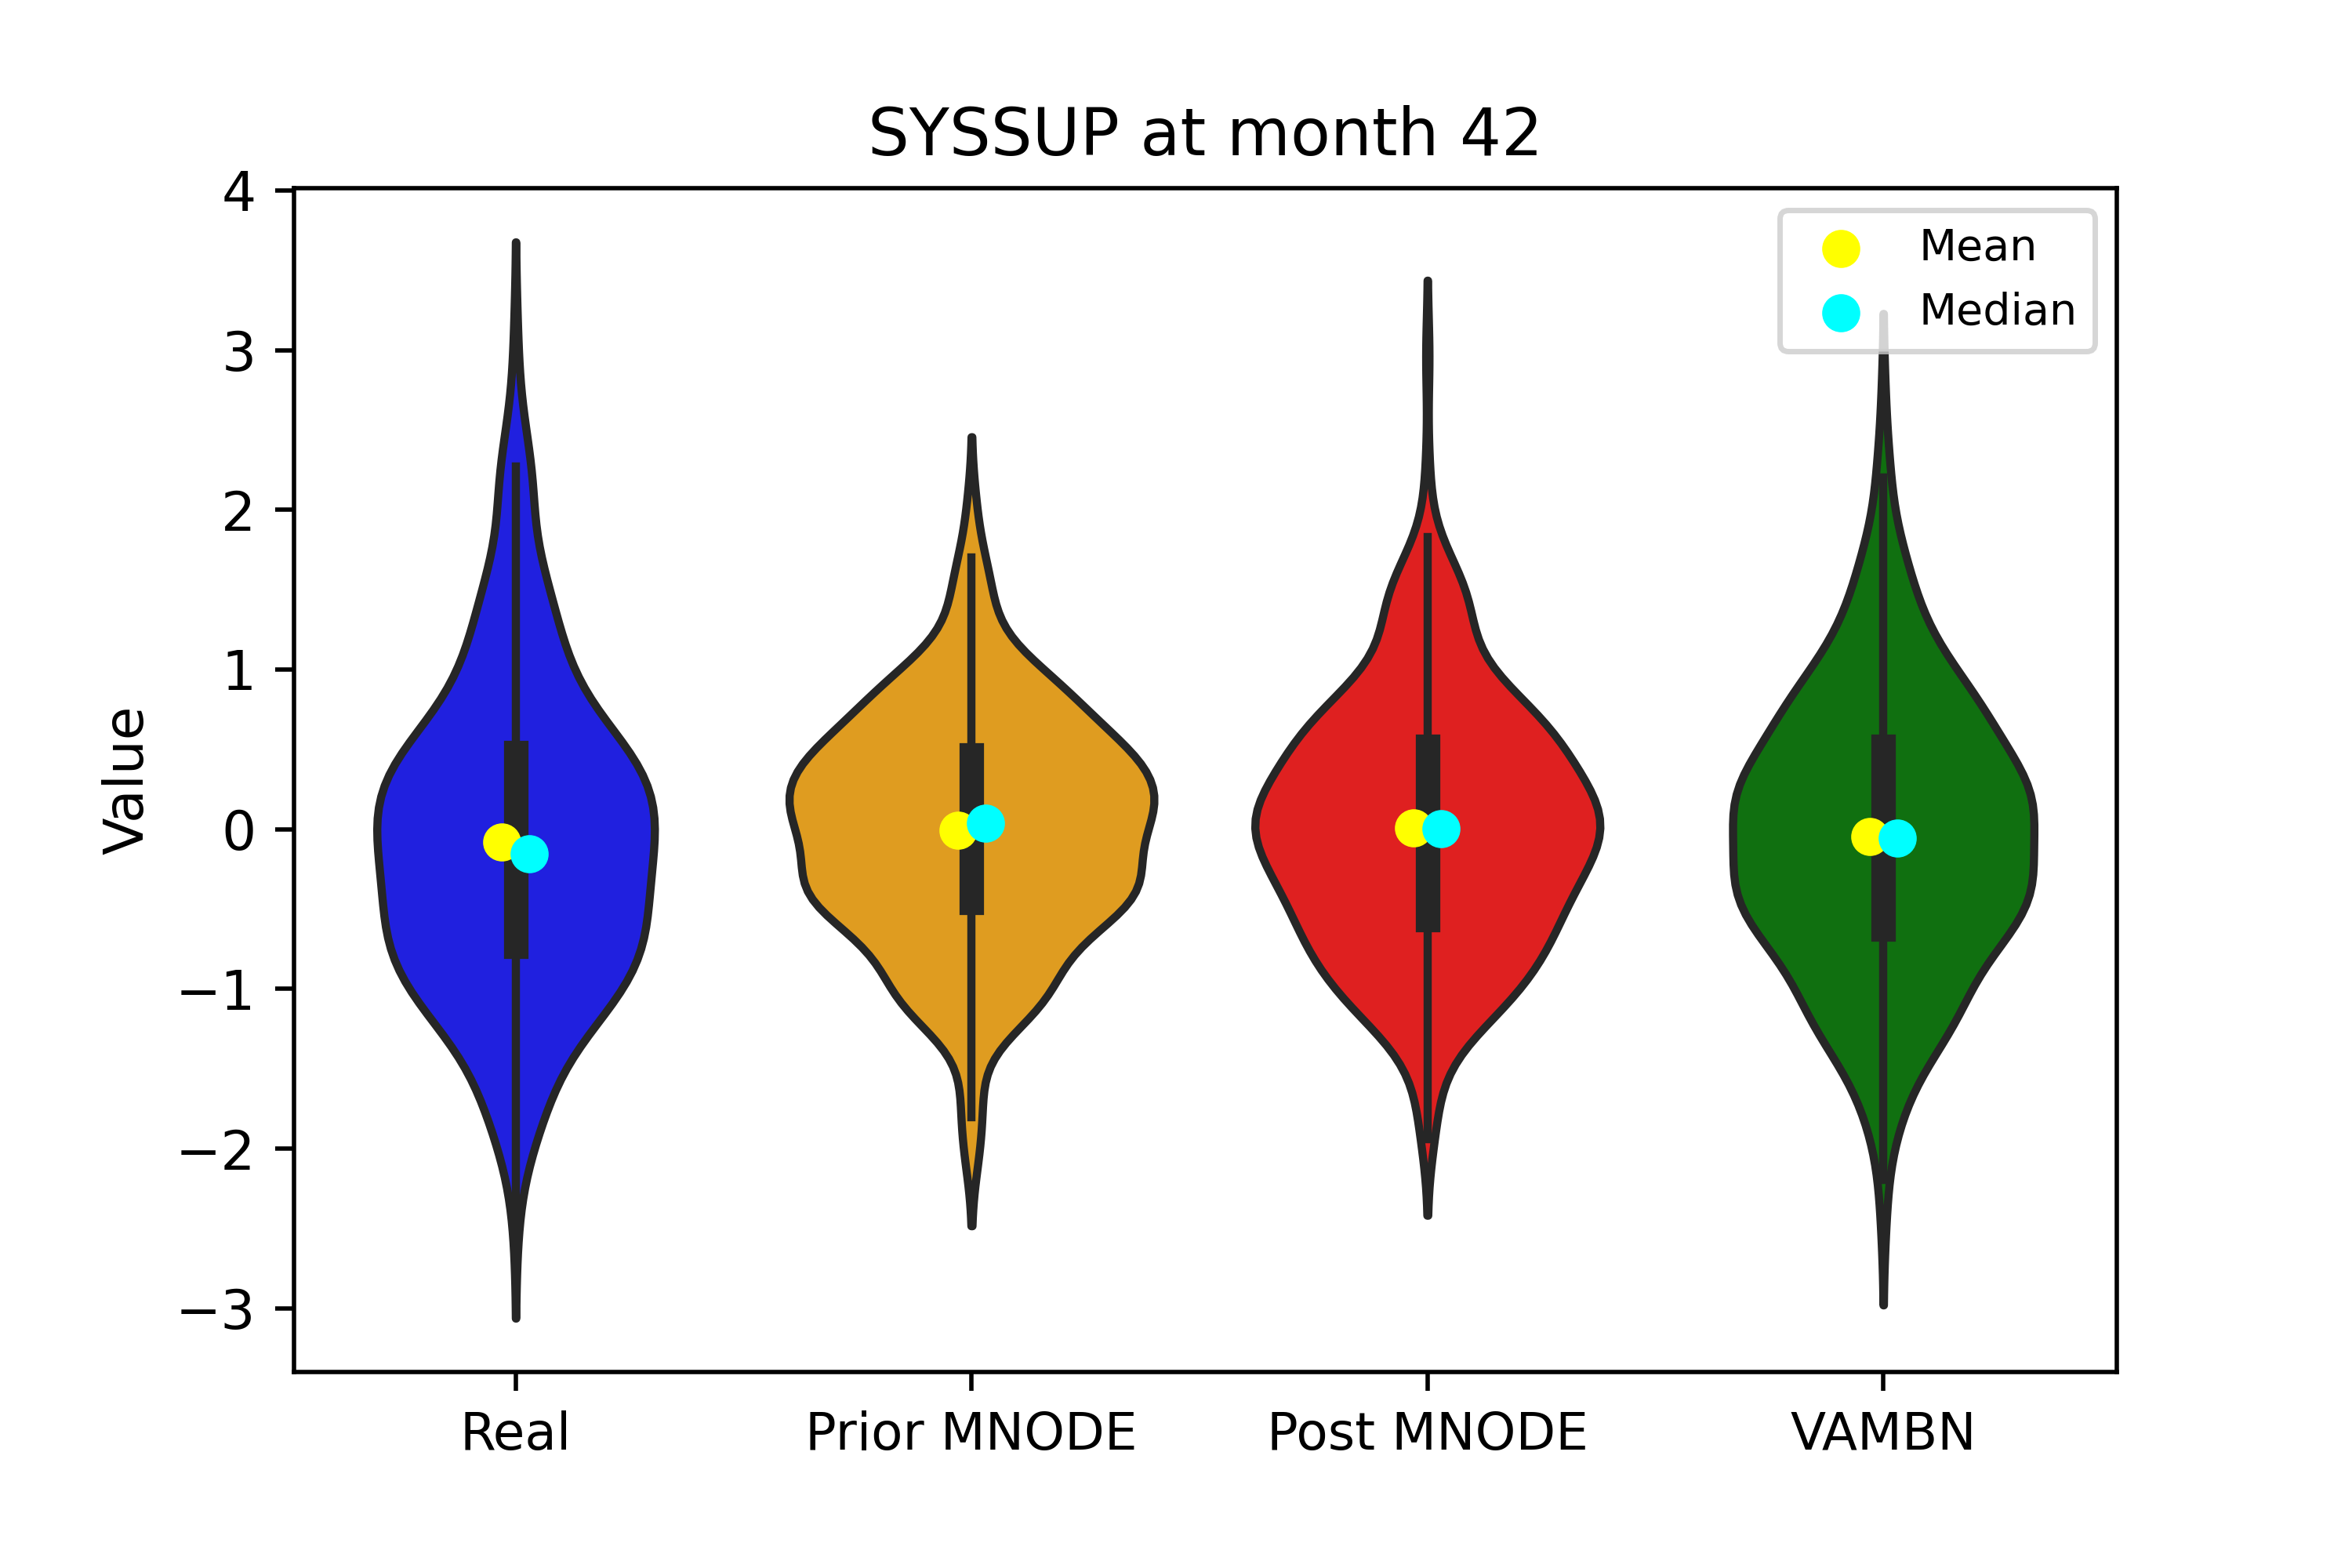 SYSSUP at month 42
4
3
2
1
0
−1
−2
−3
Value
Mean
Median
Real
Prior MNODE
Post MNODE
VAMBN